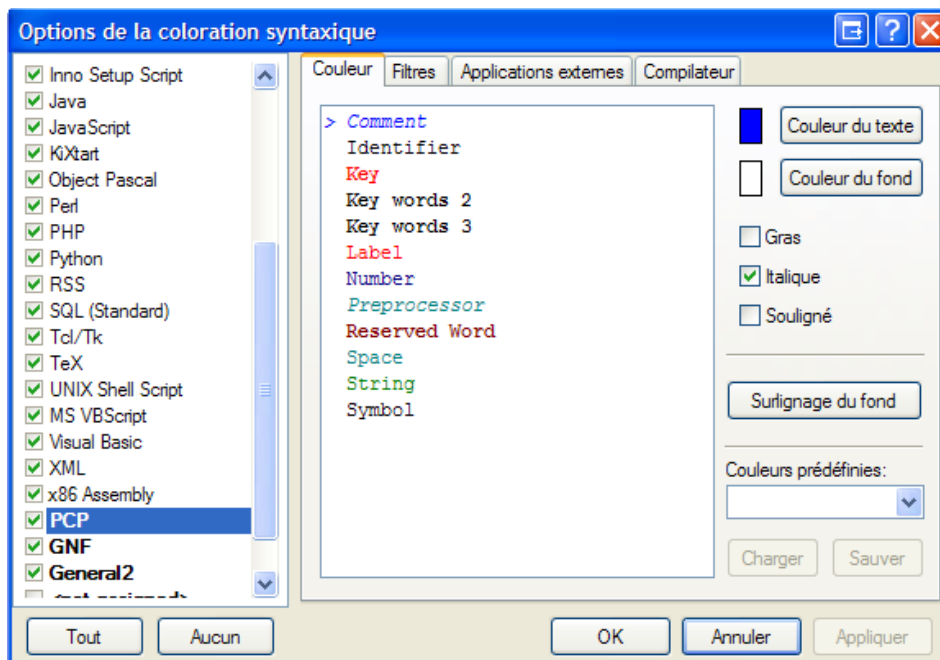 Options de la coloration syntaxique
Inno Setup Script
Java
JavaScript
KiXtart
Object Pascal
Perl
PHP
Python
RSS
SQL (Standard)
Tcl/Tk
TeX
UNIX Shell Script
MS VBScript
Visual Basic
XML
x86 Assembly
PCP
GNF
General2
Tout
Aucun
Couleur
Filtres
Applications externes
Compilateur
> Comment
Identifier
Key
Key words 2
Key words 3
Label
Number
Preprocessor
Reserved Word
Space
String
Symbol
Couleur du texte
Couleur du fond
Gras
Italique
Souligné
Surlignage du fond
Couleurs prédéfinies:
Charger
Sauver
OK
Annuler
Appliquer